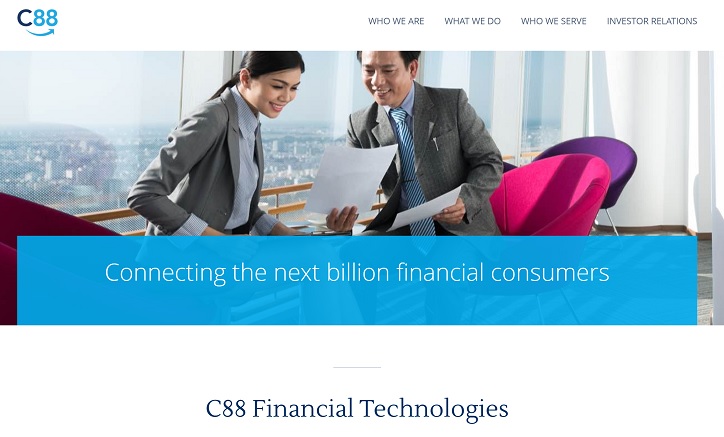 C88
WHO WE ARE WHAT WE DO WHO WE SERVE INVESTOR RELATIONS
Connecting the next billion financial consumers
C88 Financial Technologies